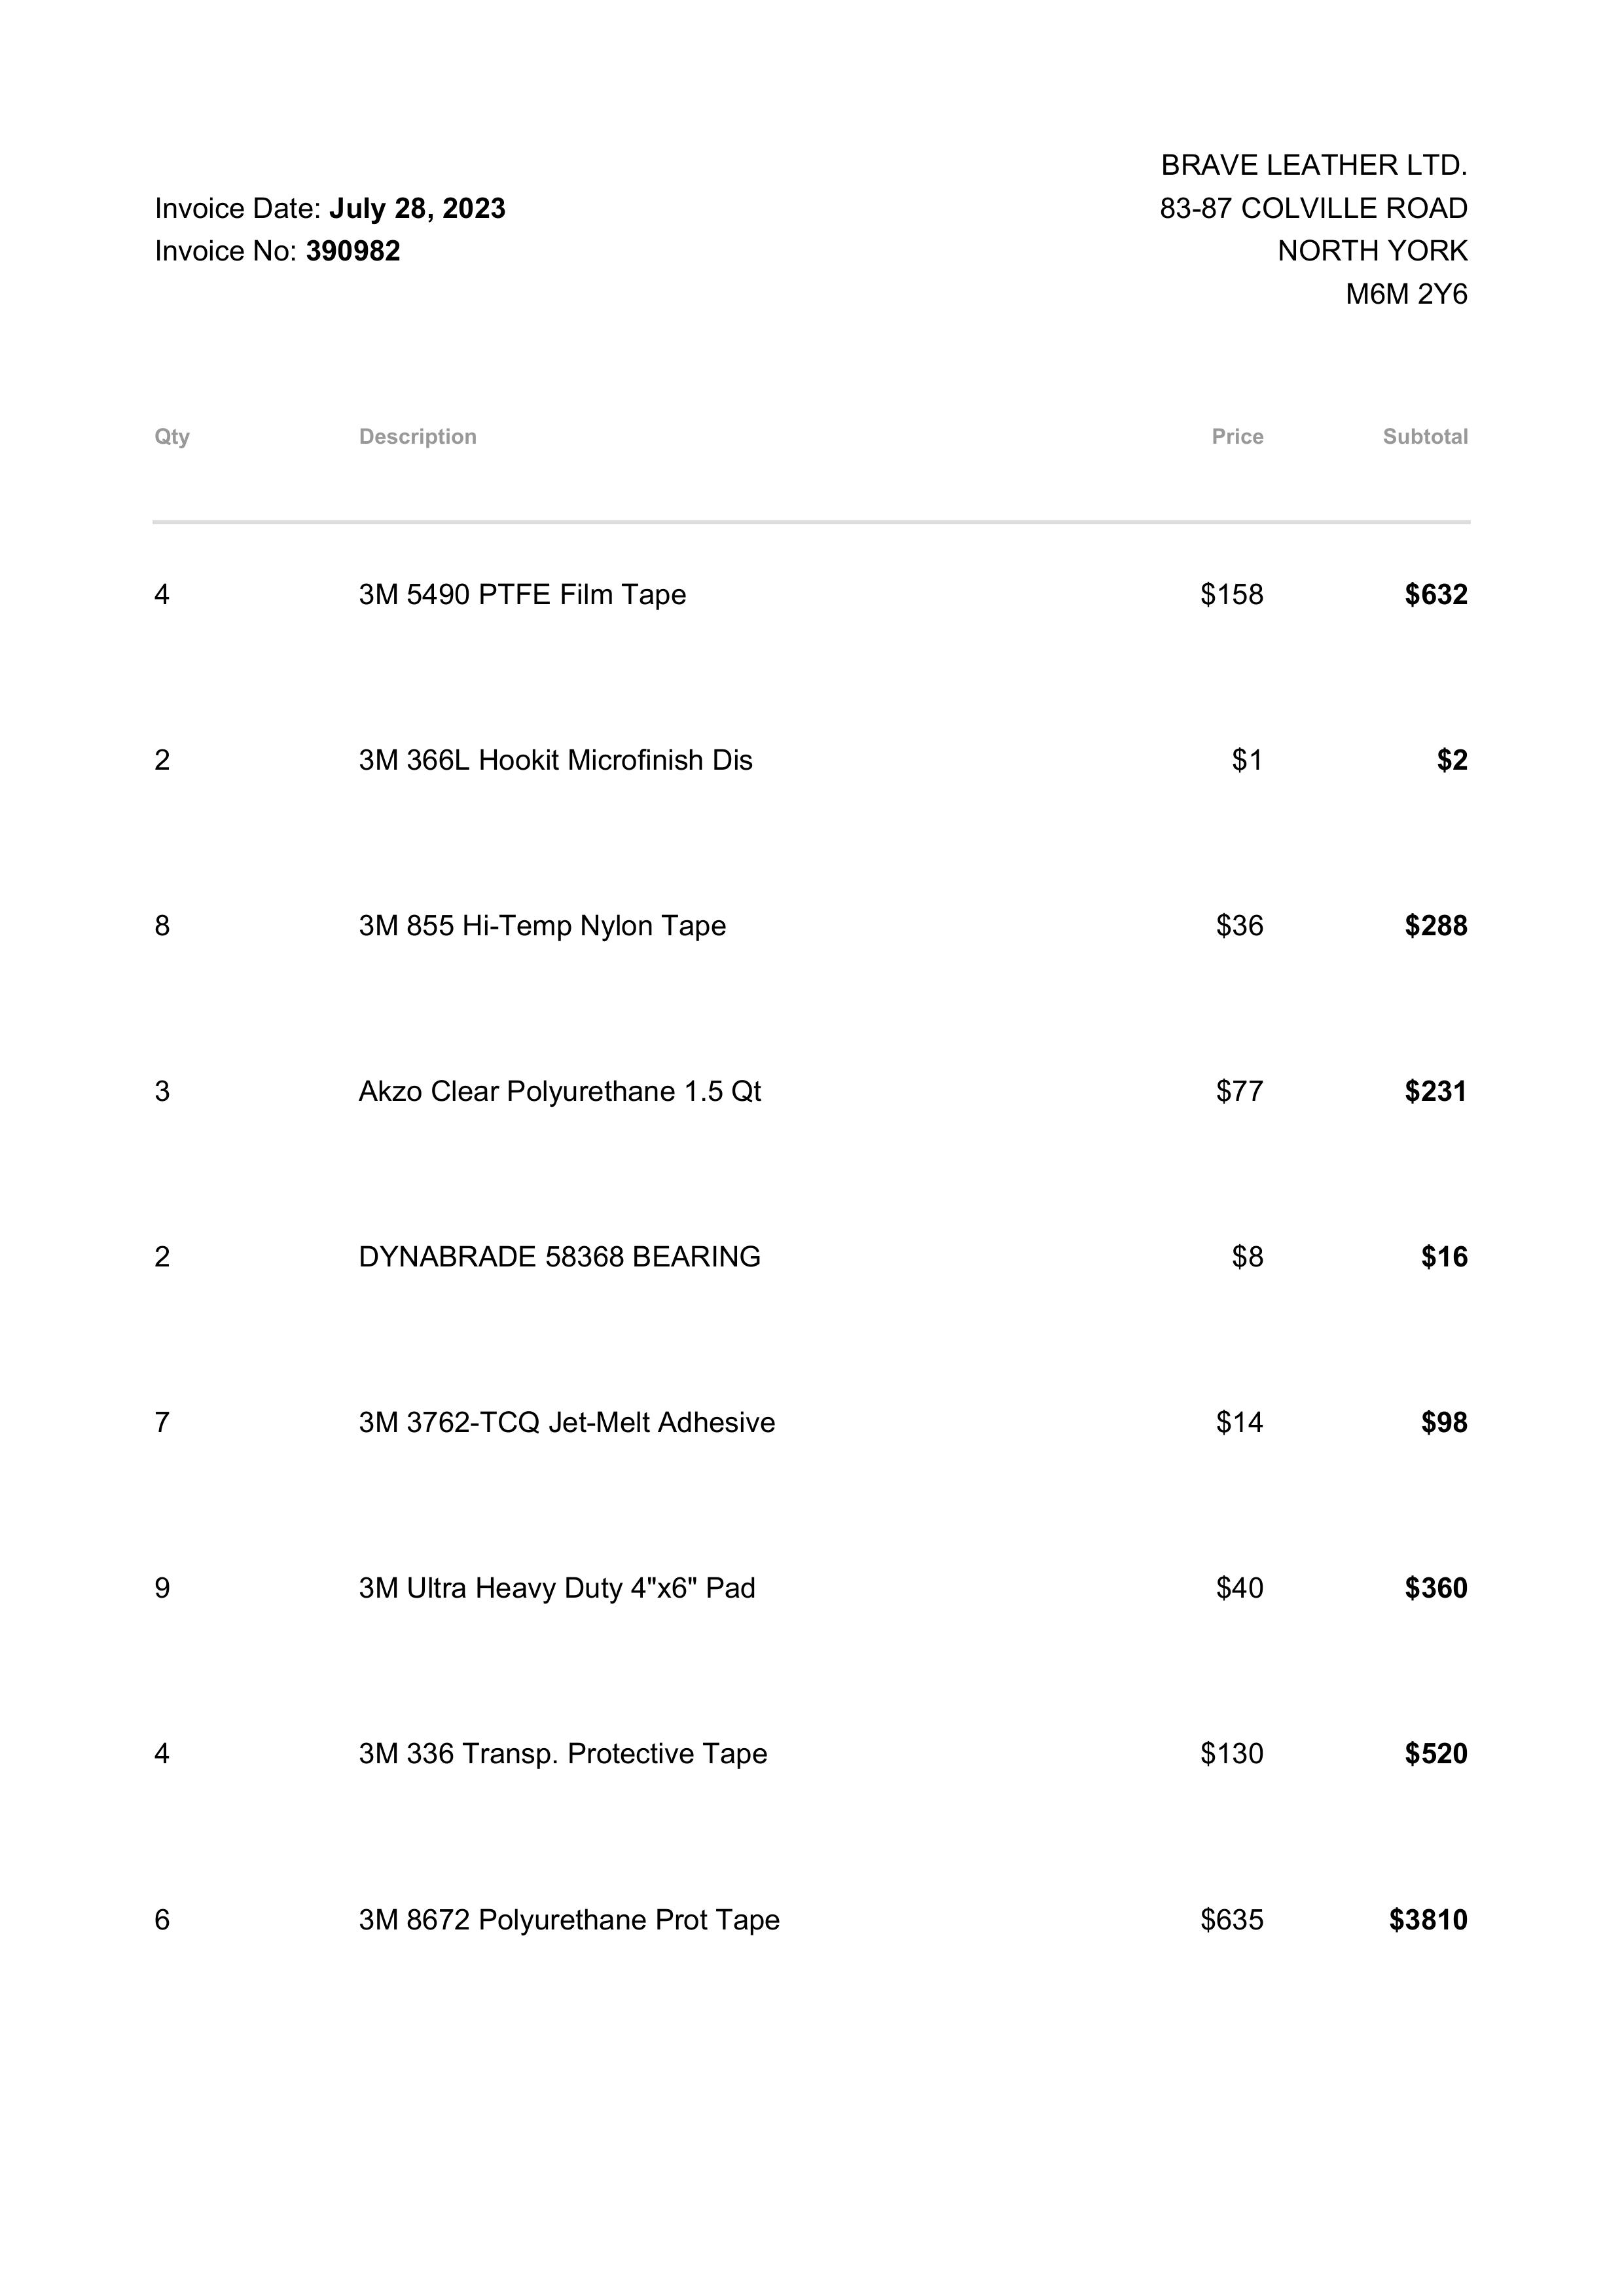 BRAVE LEATHER LTD.
Invoice Date: July 28, 2023 83-87 COLVILLE ROAD
Invoice No: 390982 NORTH YORK
M6M 2Y6
Qty Description Price Subtotal
4 3M 5490 PTFE Film Tape $158 $632
2 3M 366L Hookit Microfinish Dis $1 $2
8 3M 855 Hi-Temp Nylon Tape $36 $288
3 Akzo Clear Polyurethane 1.5 Qt $77 $231
2 DYNABRADE 58368 BEARING $8 $16
7 3M 3762-TCQ Jet-Melt Adhesive $14 $98
9 3M Ultra Heavy Duty 4"x6" Pad $40 $360
4 3M 336 Transp. Protective Tape $130 $520
6 3M 8672 Polyurethane Prot Tape $635 $3810